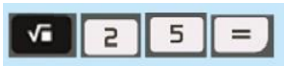 √■ 2 5 =